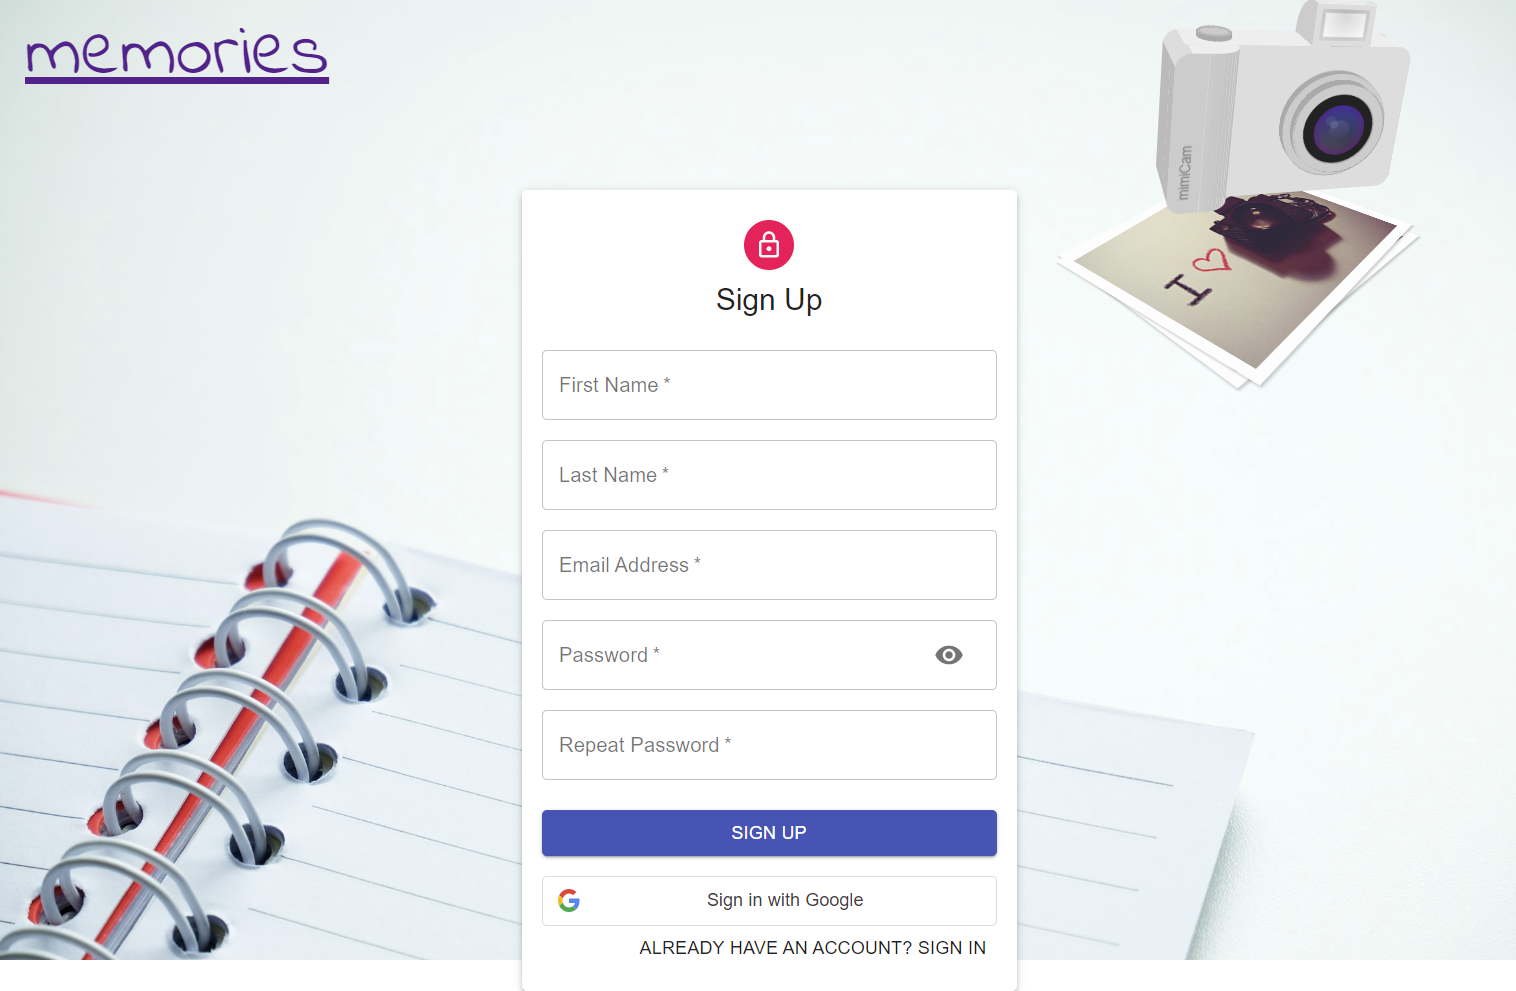 memories
mimiCam
I ♡
Sign Up
First Name *
Last Name *
Email Address *
Password *
Repeat Password *
SIGN UP
Sign in with Google
ALREADY HAVE AN ACCOUNT? SIGN IN